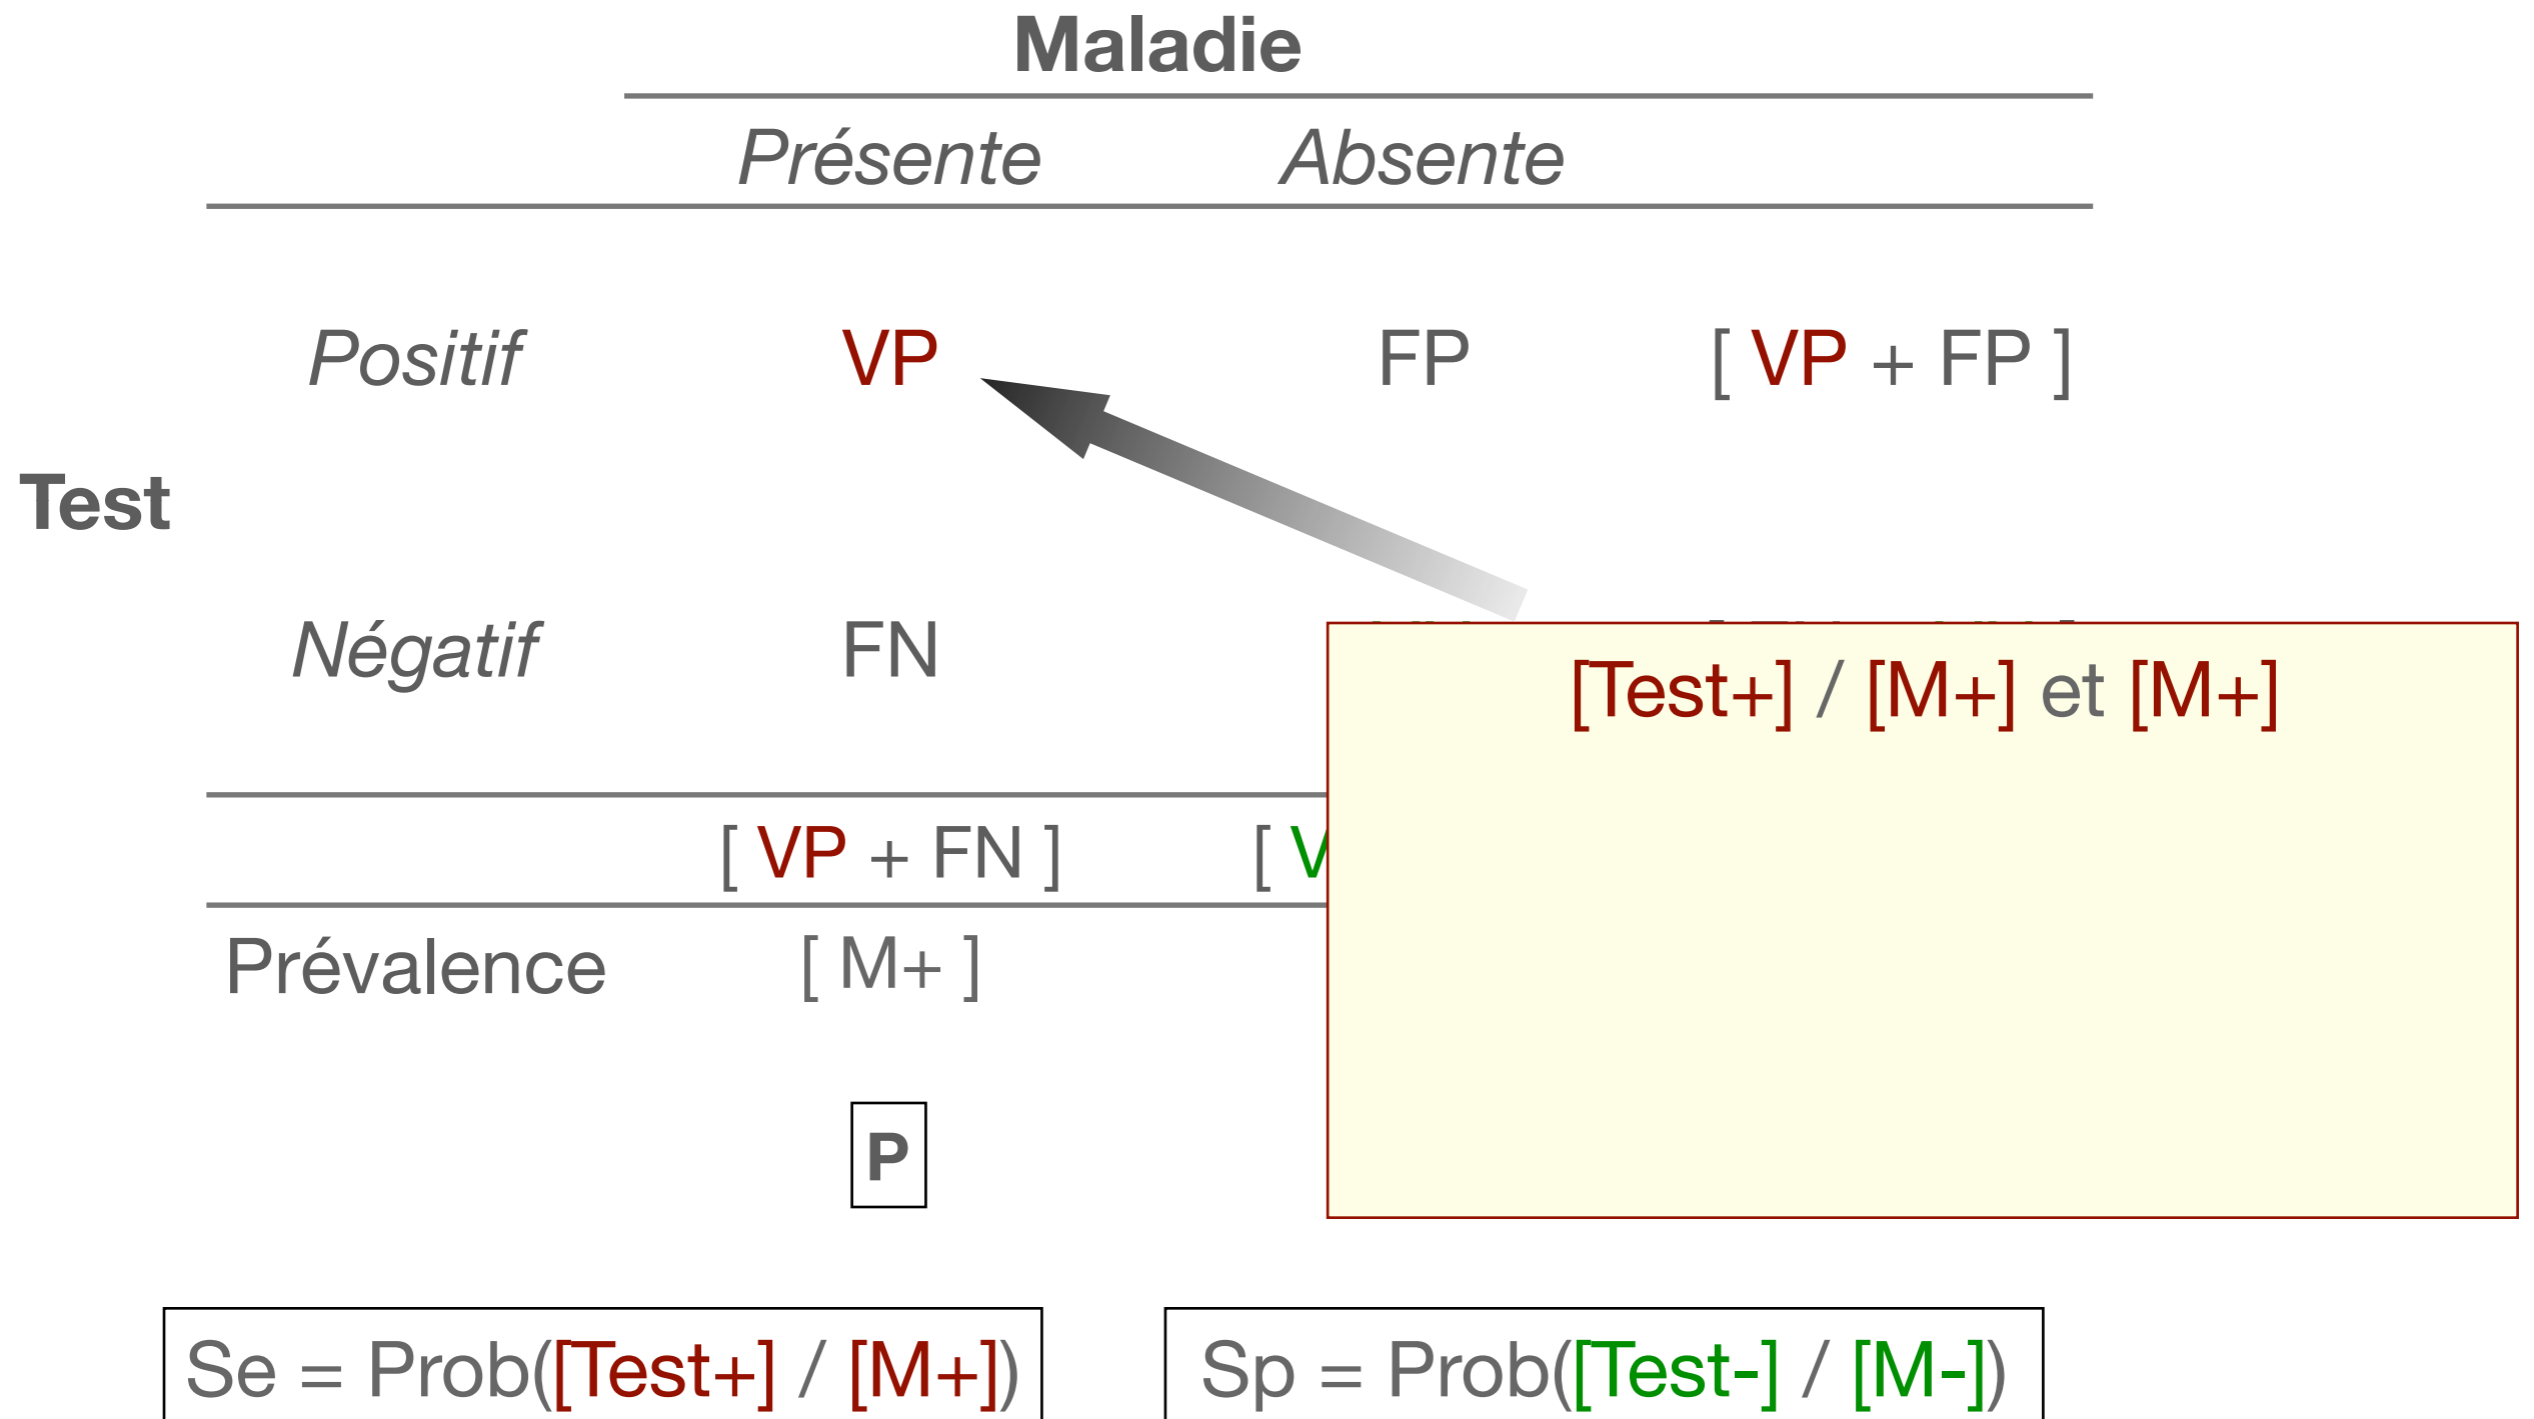 Maladie
Présente Absente
Positif VP FP [ VP + FP ]
Test
Négatif FN
[Test+] / [M+] et [M+]
[ VP + FN ] [
Prévalence [ M+ ]
P
Se = Prob([Test+] / [M+]) Sp = Prob([Test-] / [M-])